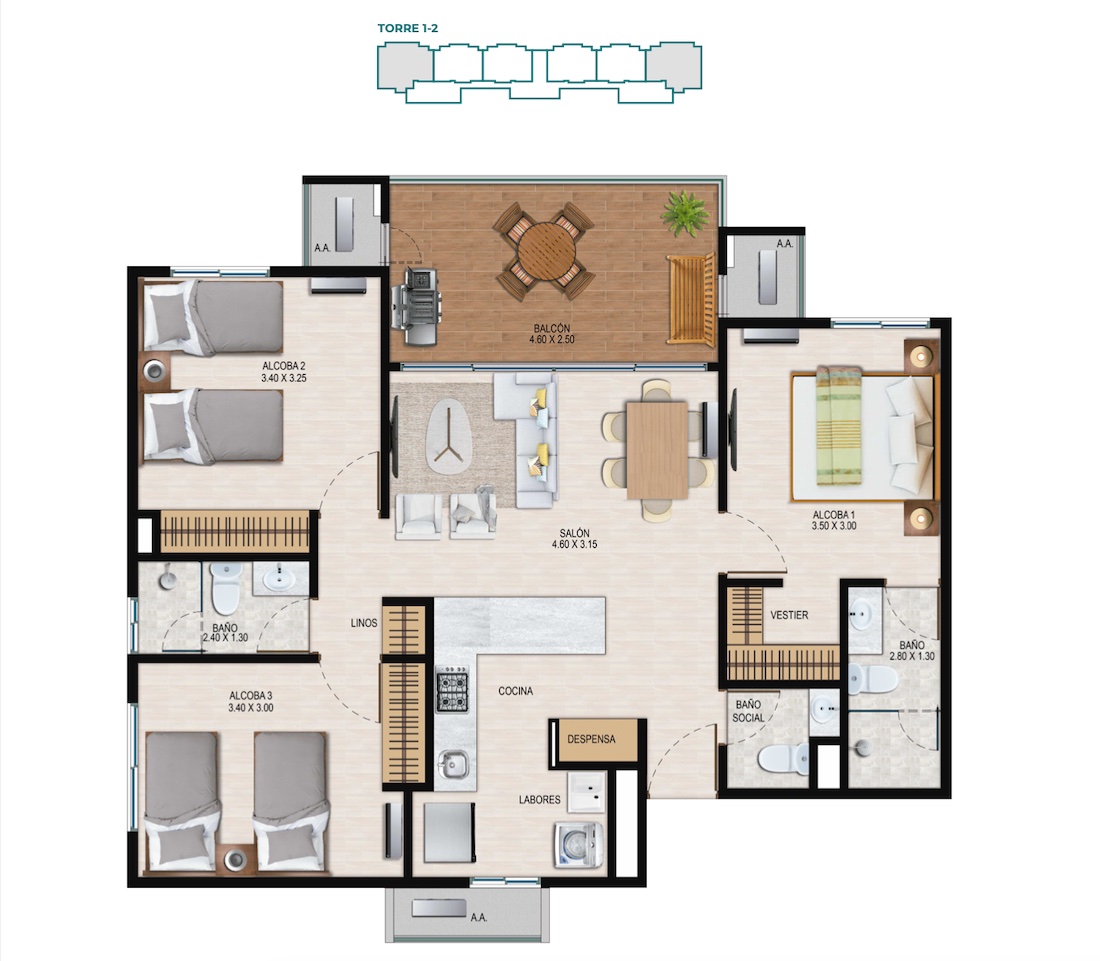 TORRE 1-2
A.A.
A.A.
BALCÓN
4.60 X 2.50
ALCOBA 2
3.40 X 3.25
ALCOBA 1
3.50 X 3.00
SALÓN
4.60 X 3.15
LINOS
VESTIER
BAÑO
2.40 X 1.30
BAÑO
2.80 X 1.30
ALCOBA 3
3.40 X 3.00
COCINA
BAÑO
SOCIAL
DESPENSA
LABORES
A.A.